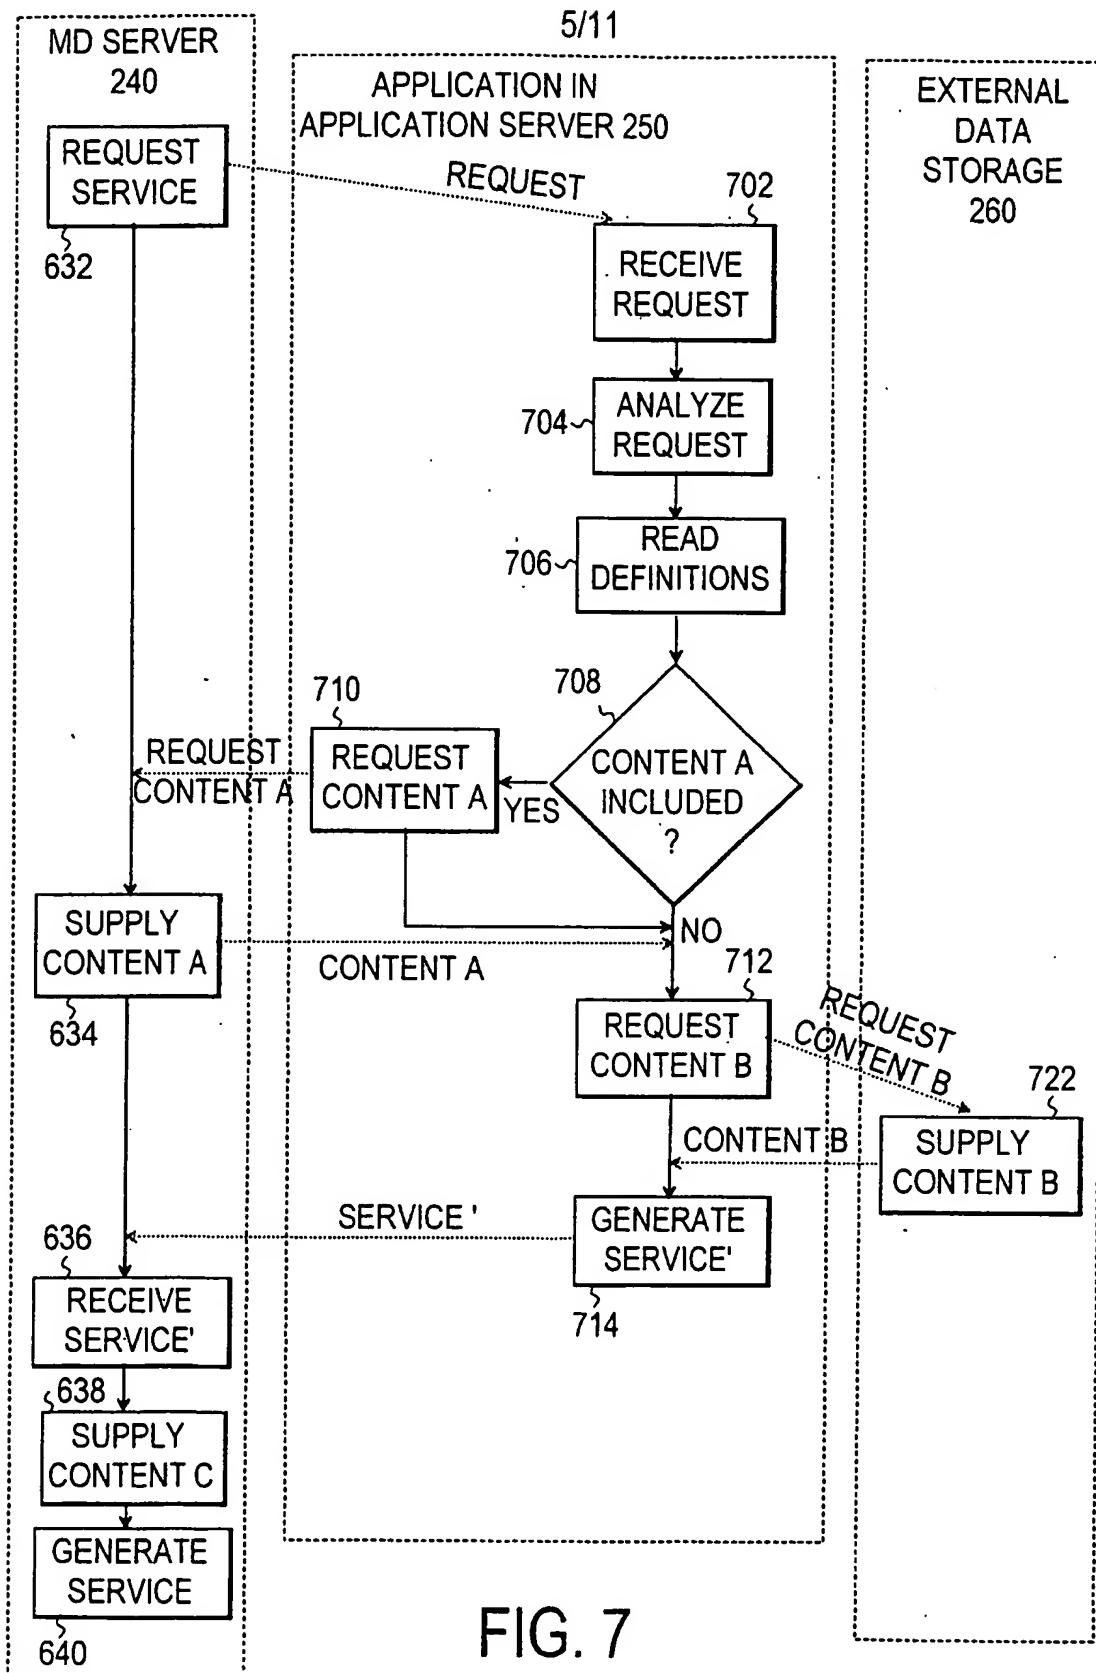 5/11
MD SERVER
240
APPLICATION IN
APPLICATION SERVER 250
EXTERNAL
DATA
STORAGE
260
REQUEST
SERVICE
632
REQUEST
702
RECEIVE
REQUEST
704
ANALYZE
REQUEST
706
READ
DEFINITIONS
708
CONTENT A
INCLUDED
?
YES
NO
710
REQUEST
CONTENT A
REQUEST
CONTENT A
SUPPLY
CONTENT A
634
CONTENT A
712
REQUEST
CONTENT B
REQUEST
CONTENT B
722
SUPPLY
CONTENT B
CONTENT B
GENERATE
SERVICE'
714
SERVICE '
636
RECEIVE
SERVICE'
638
SUPPLY
CONTENT C
GENERATE
SERVICE
640
FIG. 7